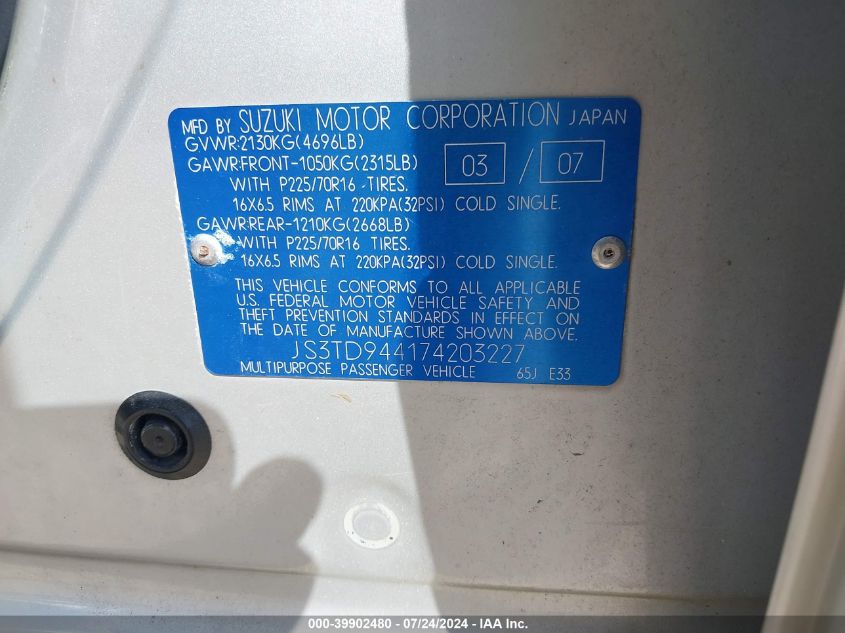 MFD BY SUZUKI MOTOR CORPORATION JAPAN
GVWR:2130KG(4696LB)
GAWR:FRONT-1050KG(2315LB) 03 / 07
WITH P225/70R16 TIRES.
16X6.5 RIMS AT 220KPA(32PSI) COLD SINGLE.
GAWR:REAR-1210KG(2668LB)
WITH P225/70R16 TIRES.
16X6.5 RIMS AT 220KPA(32PSI) COLD SINGLE.
THIS VEHICLE CONFORMS TO ALL APPLICABLE
U.S. FEDERAL MOTOR VEHICLE SAFETY AND
THEFT PREVENTION STANDARDS IN EFFECT ON
THE DATE OF MANUFACTURE SHOWN ABOVE.
JS3TD944174203227
MULTIPURPOSE PASSENGER VEHICLE 65J E33
000-39902480 - 07/24/2024 - IAA Inc.